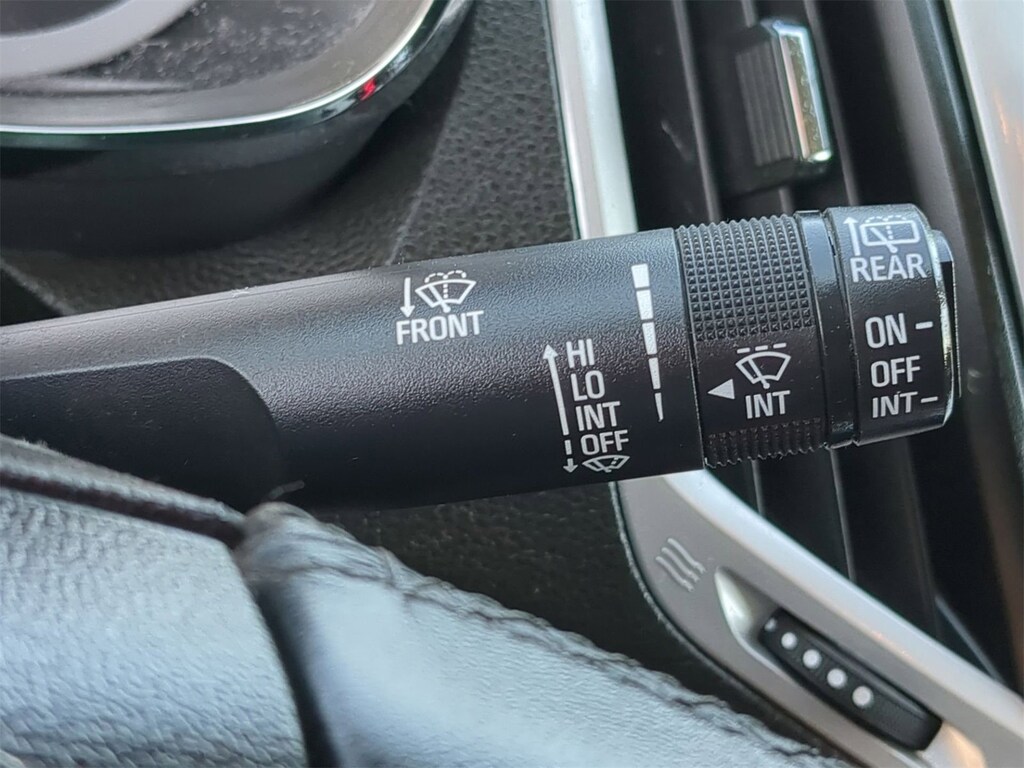 FRONT
HI
LO
INT
OFF
INT
REAR
ON
OFF
INT